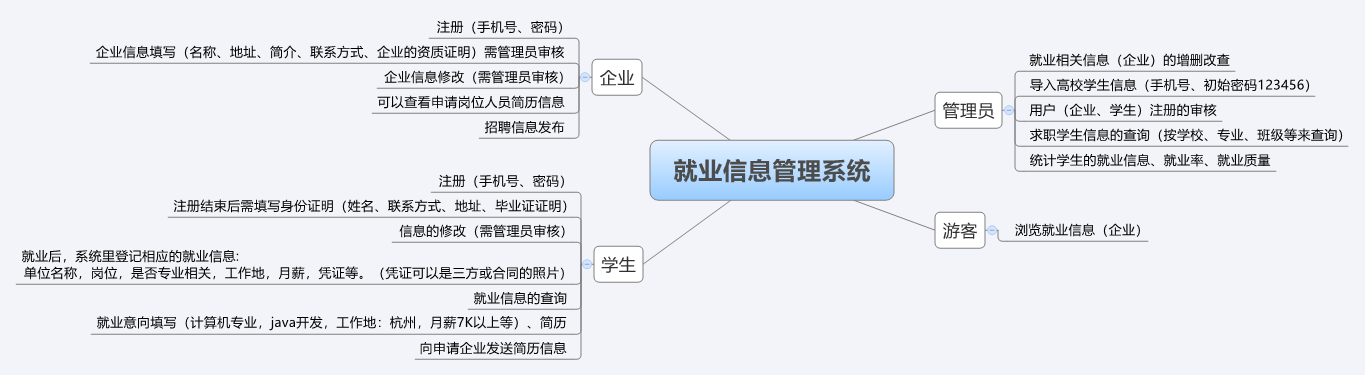 就业信息管理系统
企业
注册（手机号、密码）
企业信息填写（名称、地址、简介、联系方式、企业的资质证明）需管理员审核
企业信息修改（需管理员审核）
可以查看申请岗位人员简历信息
招聘信息发布
学生
注册（手机号、密码）
注册结束后需填写身份证明（姓名、联系方式、地址、毕业证证明）
信息的修改（需管理员审核）
就业后，系统里登记相应的就业信息:
单位名称，岗位，是否专业相关，工作地，月薪，凭证等。（凭证可以是三方或合同的照片）
就业信息的查询
就业意向填写（计算机专业，java开发，工作地：杭州，月薪7K以上等）、简历
向申请企业发送简历信息
管理员
就业相关信息（企业）的增删改查
导入高校学生信息（手机号、初始密码123456）
用户（企业、学生）注册的审核
求职学生信息的查询（按学校、专业、班级等来查询）
统计学生的就业信息、就业率、就业质量
游客
浏览就业信息（企业）